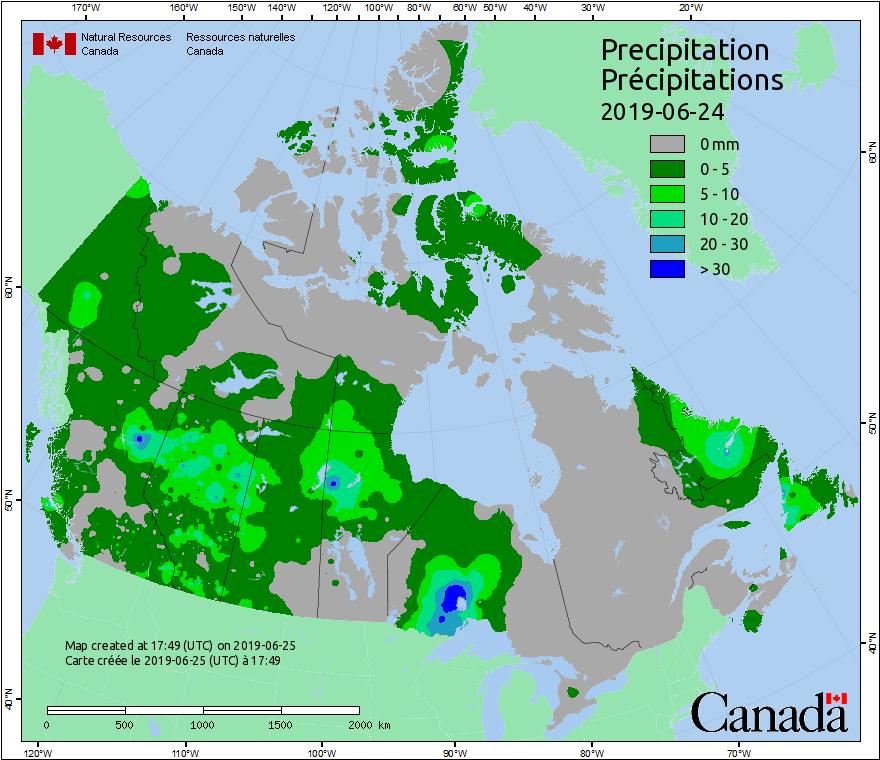 170°W 160°W 150°W 140°W 130°W 120°W 110°W 100°W 90°W 80°W 70°W 60°W 50°W 40°W 30°W 20°W
Natural Resources Ressources naturelles
Canada Canada
Precipitation
Précipitations
2019-06-24
0 mm
0 - 5
5 - 10
10 - 20
20 - 30
> 30
60°N
60°N
50°N
50°N
40°N
40°N
Map created at 17:49 (UTC) on 2019-06-25
Carte créée le 2019-06-25 (UTC) à 17:49
0 500 1000 1500 2000 km
Canada
120°W 110°W 100°W 90°W 80°W 70°W